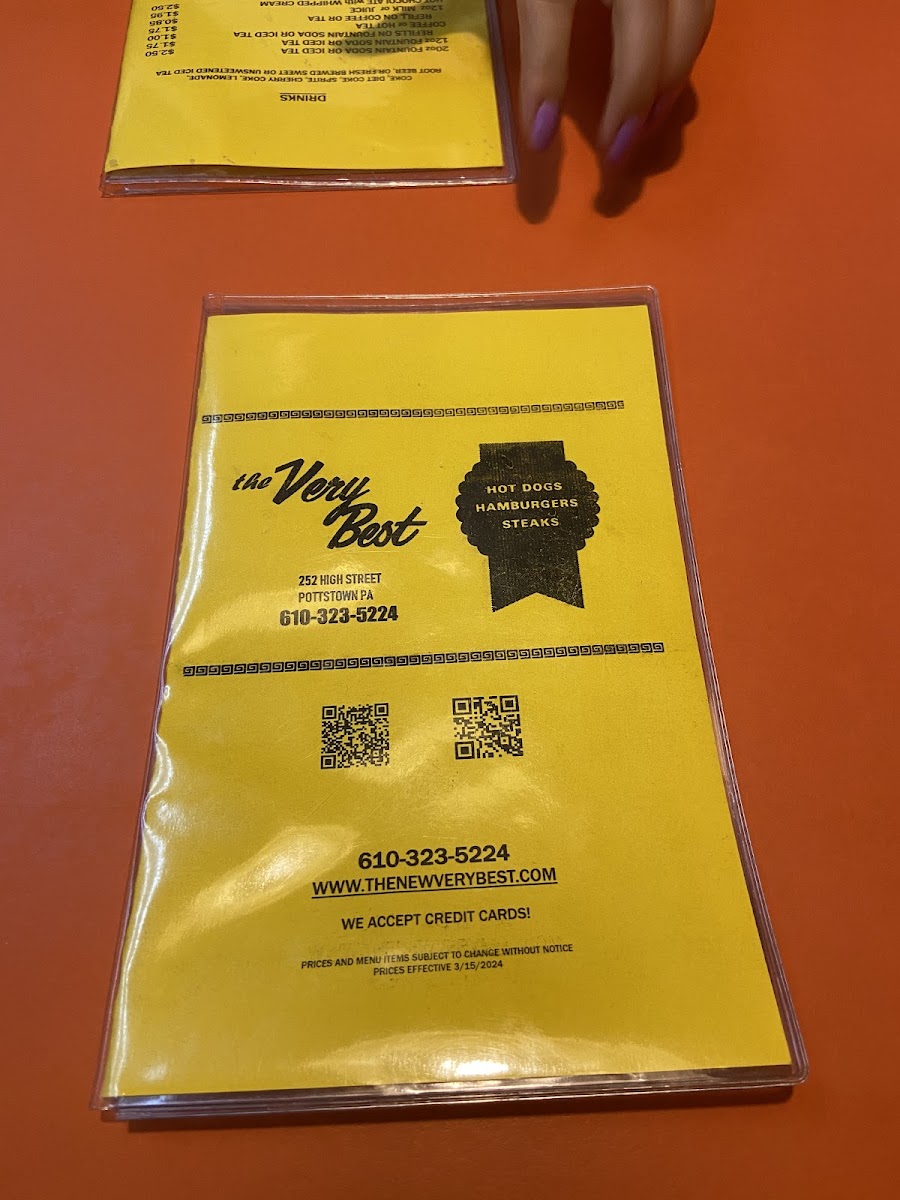 DRINKS
COKE, DIET COKE, SPRITE, CHERRY COKE, LEMONADE,
ROOT BEER, OR FRESH BREWED SWEET OR UNSWEETENED ICED TEA
20oz FOUNTAIN SODA OR ICED TEA $2.50
12oz FOUNTAIN SODA OR ICED TEA $1.75
REFILLS ON FOUNTAIN SODA OR ICED TEA $1.00
COFFEE or HOT TEA $1.75
REFILL ON COFFEE OR TEA $0.85
12oz MILK or JUICE $1.95
HOT CHOCOLATE with WHIPPED CREAM $2.50
the Very
Best
HOT DOGS
HAMBURGERS
STEAKS
252 HIGH STREET
POTTSTOWN PA
610-323-5224
610-323-5224
WWW.THENEWVERYBEST.COM
WE ACCEPT CREDIT CARDS!
PRICES AND MENU ITEMS SUBJECT TO CHANGE WITHOUT NOTICE
PRICES EFFECTIVE 3/15/2024